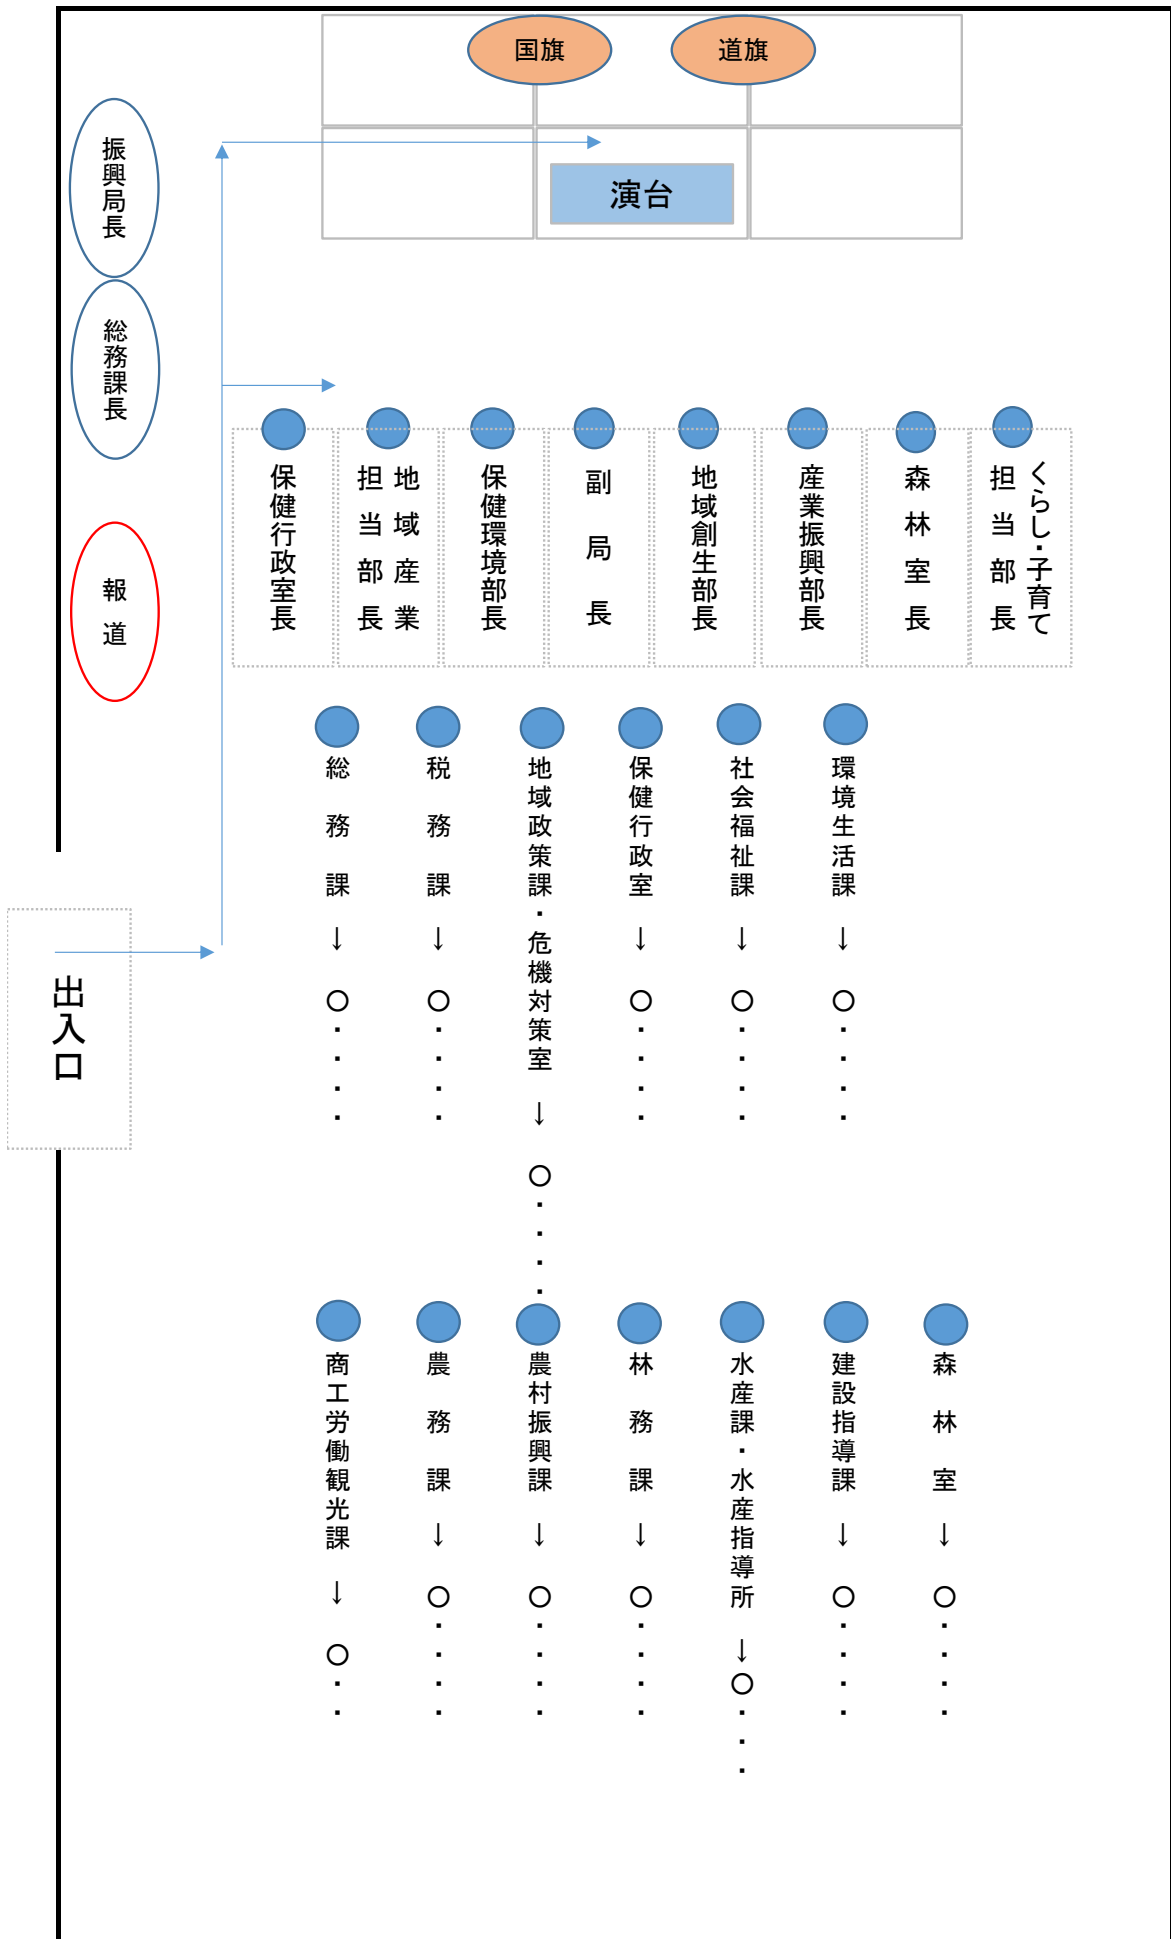 国旗
道旗
演台
振興局長
総務課長
報道
保健行政室長
地域産業
担当部長
保健環境部長
副局長
地域創生部長
産業振興部長
森林室長
くらし・子育て
担当部長
総務課 ↓ 〇・・・・
税務課 ↓ 〇・・・・
地域政策課・危機対策室 ↓ 〇・・・・
保健行政室 ↓ 〇・・・・
社会福祉課 ↓ 〇・・・・
環境生活課 ↓ 〇・・・・
出入口
商工労働観光課 ↓ 〇・・
農務課 ↓ 〇・・・・
農村振興課 ↓ 〇・・・・
林務課 ↓ 〇・・・・
水産課・水産指導所 ↓〇・・・
建設指導課 ↓ 〇・・・・
森林室 ↓ 〇・・・・